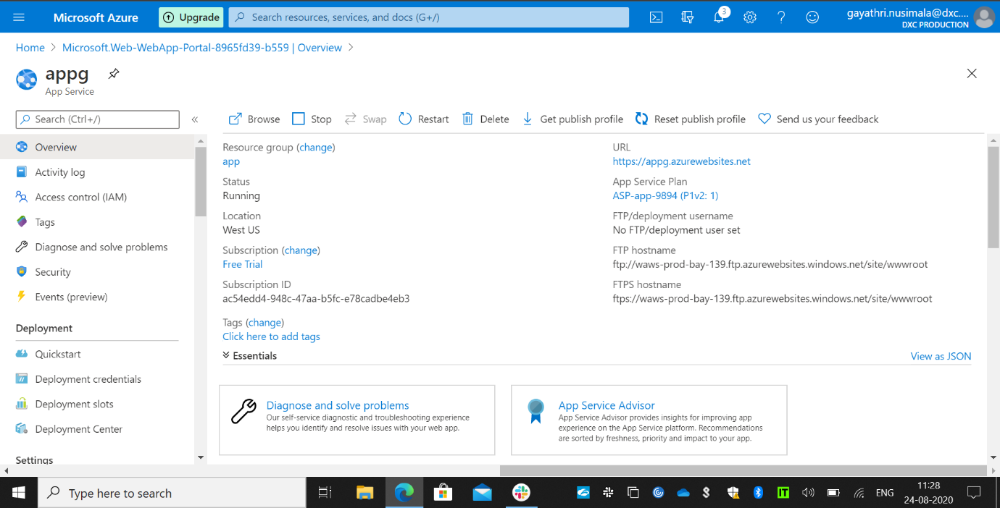 Microsoft Azure
Upgrade
Search resources, services, and docs (G+/)
3
gayathri.nusimala@dxc....
DXC PRODUCTION
Home > Microsoft.Web-WebApp-Portal-8965fd39-b559 | Overview >
appg
App Service
Search (Ctrl+/)
«
Browse
Stop
Swap
Restart
Delete
Get publish profile
Reset publish profile
Send us your feedback
Overview
Activity log
Access control (IAM)
Tags
Diagnose and solve problems
Security
Events (preview)
Deployment
Quickstart
Deployment credentials
Deployment slots
Deployment Center
Settings
Resource group (change)
app
Status
Running
Location
West US
Subscription (change)
Free Trial
Subscription ID
ac54edd4-948c-47aa-b5fc-e78cadbe4eb3
Tags (change)
Click here to add tags
URL
https://appg.azurewebsites.net
App Service Plan
ASP-app-9894 (P1v2: 1)
FTP/deployment username
No FTP/deployment user set
FTP hostname
ftp://waws-prod-bay-139.ftp.azurewebsites.windows.net/site/wwwroot
FTPS hostname
ftps://waws-prod-bay-139.ftp.azurewebsites.windows.net/site/wwwroot
Essentials
View as JSON
Diagnose and solve problems
Our self-service diagnostic and troubleshooting experience
helps you identify and resolve issues with your web app.
App Service Advisor
App Service Advisor provides insights for improving app
experience on the App Service platform. Recommendations
are sorted by freshness, priority and impact to your app.
Type here to search
IT
ENG
11:28
24-08-2020